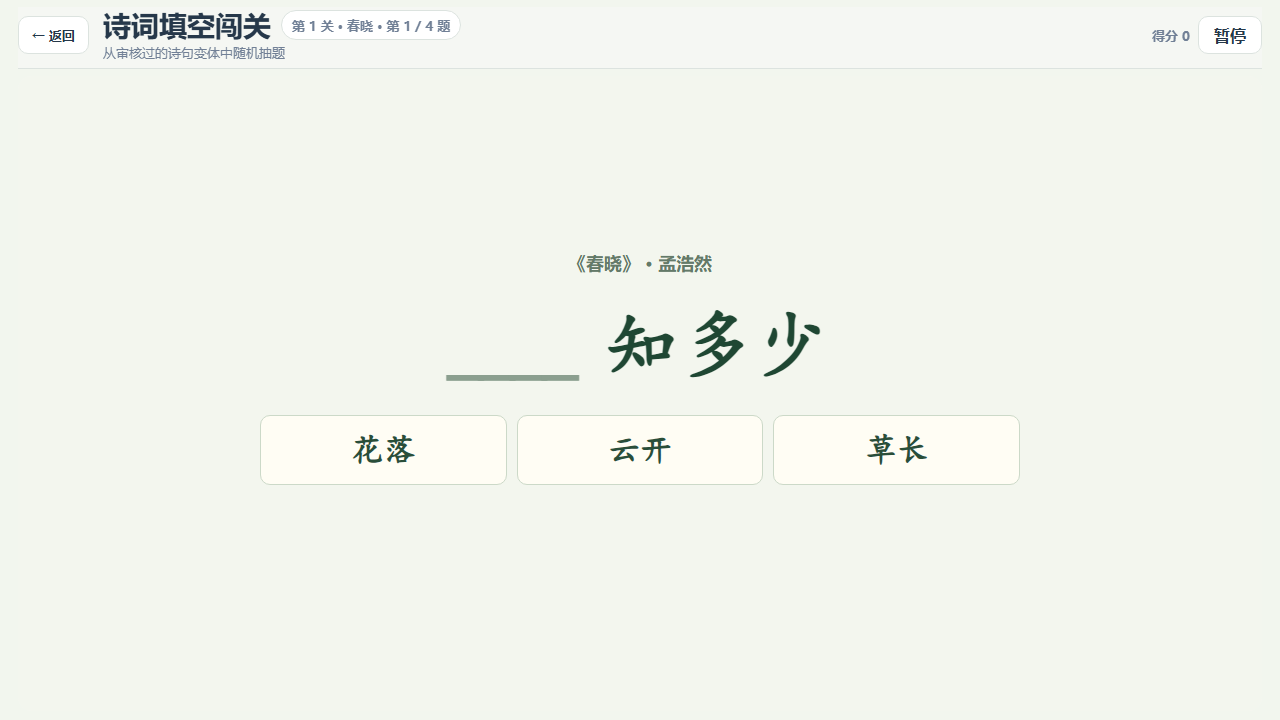 ← 返回
诗词填空闯关
第 1 关 • 春晓 • 第 1 / 4 题
从审核过的诗句变体中随机抽题
得分 0
暂停
《春晓》 • 孟浩然
____ 知多少
花落
云开
草长